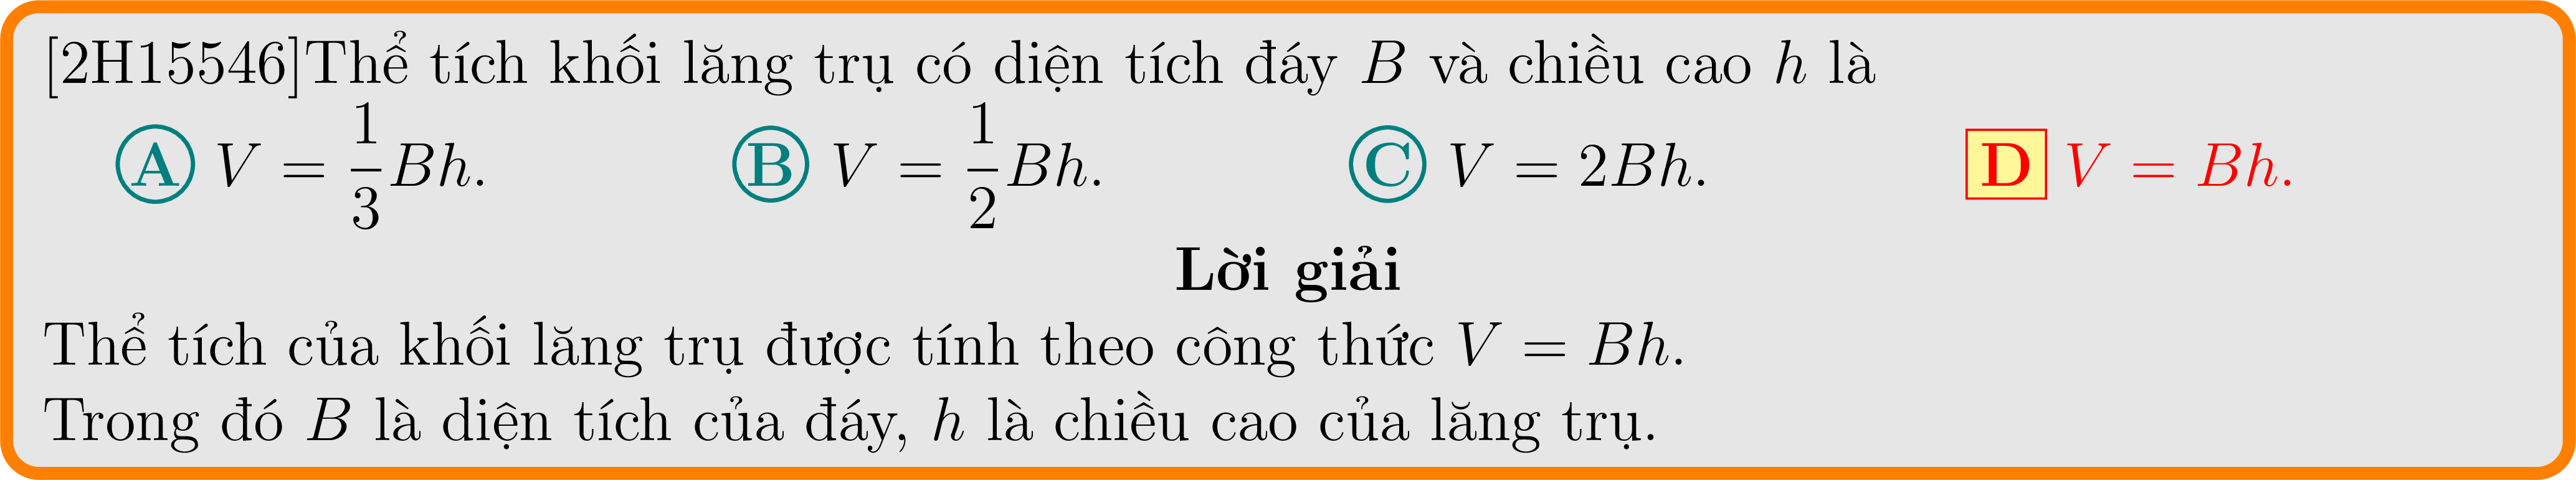 [2H15546]Thể tích khối lăng trụ có diện tích đáy B và chiều cao h là
A V = 1/3 Bh. B V = 1/2 Bh. C V = 2Bh. D V = Bh.
Lời giải
Thể tích của khối lăng trụ được tính theo công thức V = Bh.
Trong đó B là diện tích của đáy, h là chiều cao của lăng trụ.